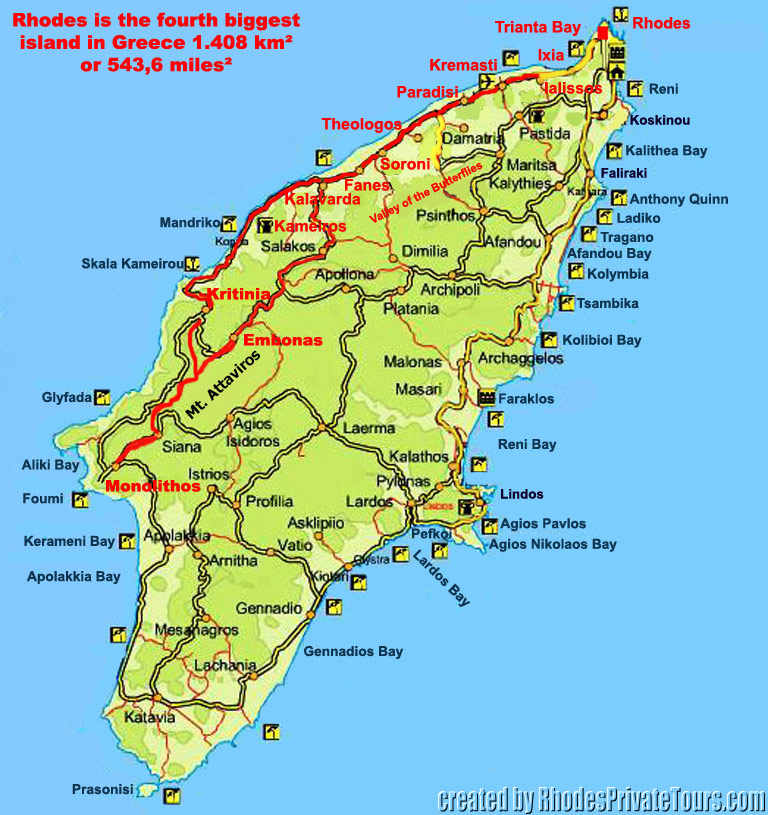 Rhodes is the fourth biggest
island in Greece 1.408 km²
or 543,6 miles²
Trianta Bay
Rhodes
Ixia
Kremasti
Paradisi
Ialissos
Reni
Theologos
Koskinou
Damatria
Pastida
Kalithea Bay
Soroni
Maritsa
Fanes
Valley of the Butterflies
Kalythies
Faliraki
Kalavarda
Anthony Quinn
Mandriko
Kameiros
Psinthos
Ladiko
Salakos
Afandou
Tragano
Skala Kameirou
Dimilia
Afandou Bay
Apollona
Kolymbia
Kritinia
Archipoli
Platania
Tsambika
Embonas
Kolibioi Bay
Mt. Attaviros
Malonas
Archaggelos
Glyfada
Masari
Faraklos
Agios
Isidoros
Laerma
Siana
Reni Bay
Aliki Bay
Istrios
Kalathos
Monolithos
Pylonas
Foumi
Profilia
Lardos
Lindos
Asklipiio
Agios Pavlos
Kerameni Bay
Apolakkia
Vatio
Pefkoi
Agios Nikolaos Bay
Arnitha
Glystra
Apolakkia Bay
Kiotari
Lardos Bay
Gennadio
Mesanagros
Gennadios Bay
Lachania
Katavia
Prasonisi
created by RhodesPrivateTours.com